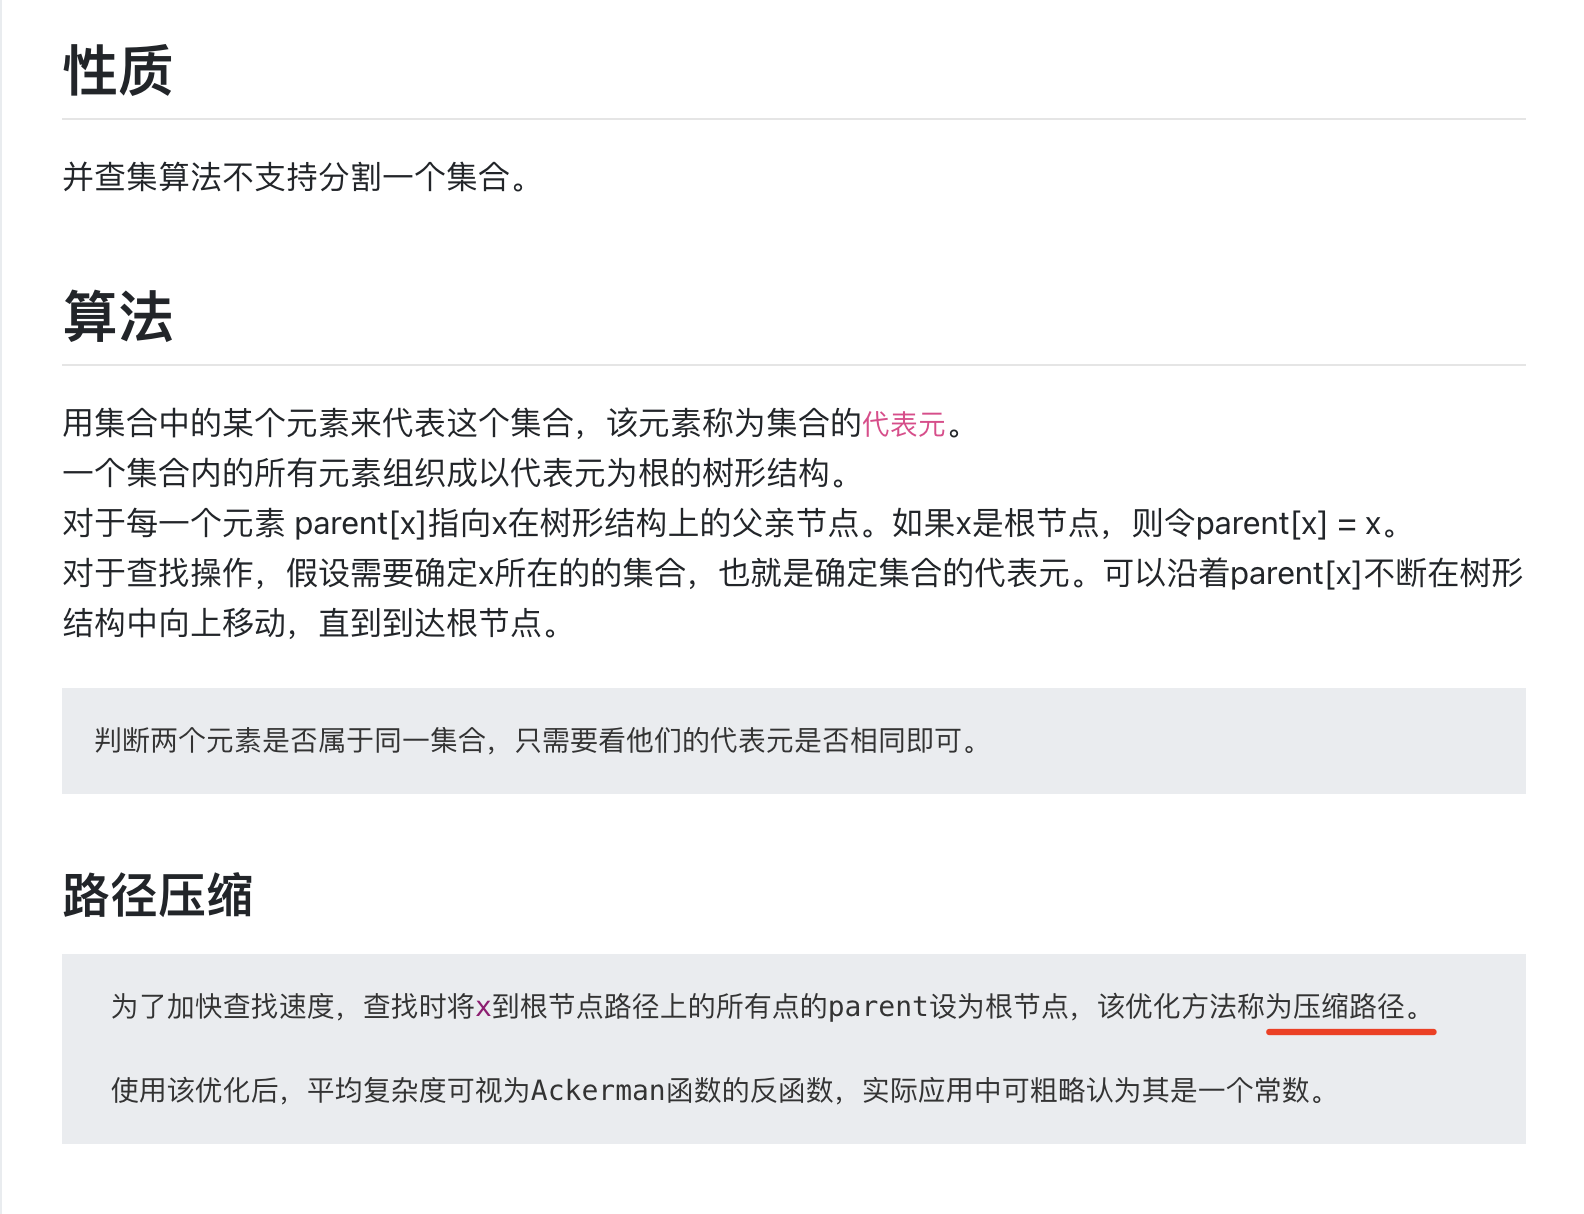 性质
并查集算法不支持分割一个集合。
算法
用集合中的某个元素来代表这个集合，该元素称为集合的代表元。
一个集合内的所有元素组织成以代表元为根的树形结构。
对于每一个元素 parent[x]指向x在树形结构上的父亲节点。如果x是根节点，则令parent[x] = x。
对于查找操作，假设需要确定x所在的的集合，也就是确定集合的代表元。可以沿着parent[x]不断在树形
结构中向上移动，直到到达根节点。
判断两个元素是否属于同一集合，只需要看他们的代表元是否相同即可。
路径压缩
为了加快查找速度，查找时将x到根节点路径上的所有点的parent设为根节点，该优化方法称为压缩路径。
使用该优化后，平均复杂度可视为Ackerman函数的反函数，实际应用中可粗略认为其是一个常数。